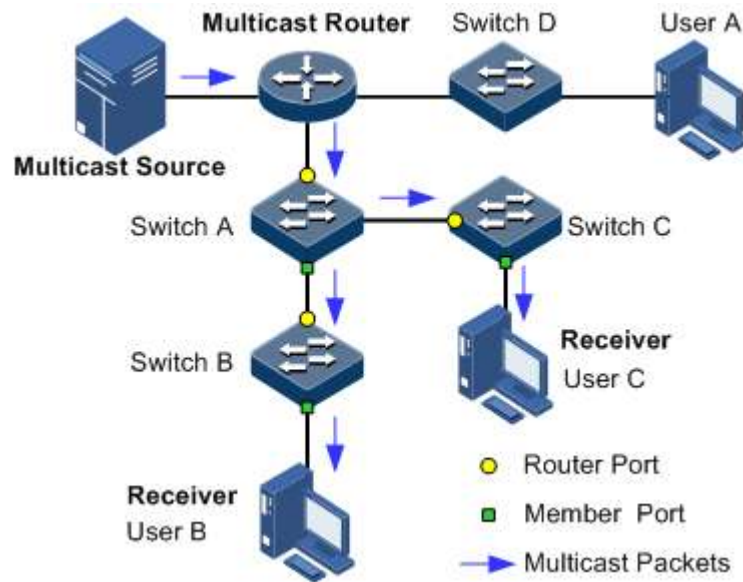 Multicast Router
Switch D
User A
Multicast Source
Switch A
Switch C
Switch B
Receiver
User C
Receiver
User B
Router Port
Member Port
Multicast Packets